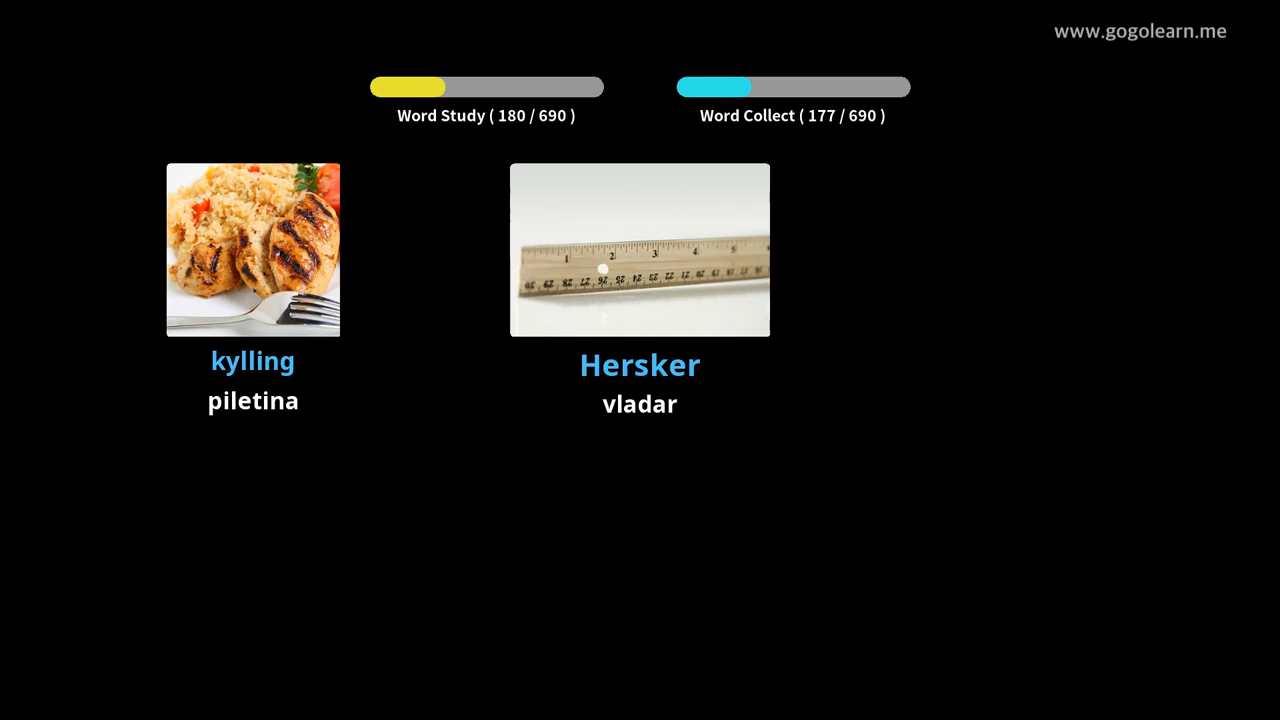 www.gogolearn.me
Word Study ( 180 / 690 )
Word Collect ( 177 / 690 )
kylling
piletina
Hersker
vladar